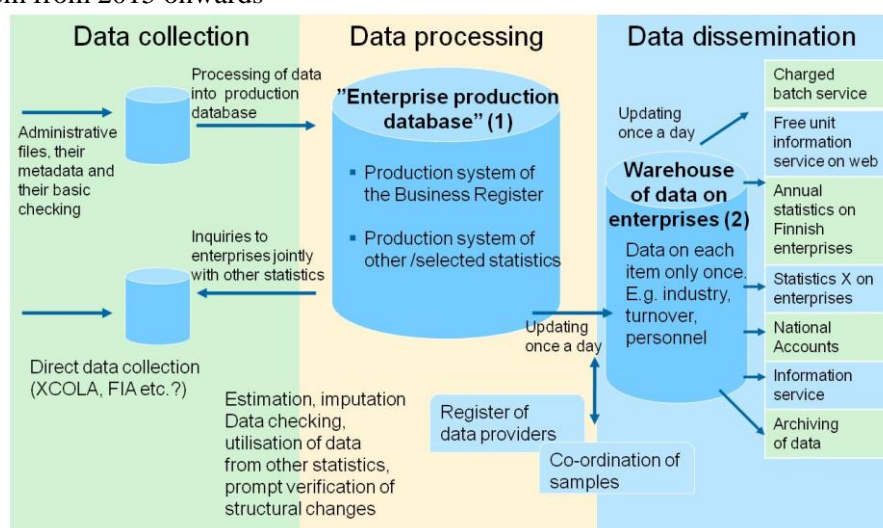 Data collection
Data processing
Data dissemination
Processing of data
into production
database
Administrative
files, their
metadata and
their basic
checking
Inquiries to
enterprises jointly
with other statistics
Direct data collection
(XCOLA, FIA etc.?)
"Enterprise production
database" (1)
▪ Production system of
the Business Register
▪ Production system of
other /selected statistics
Estimation, imputation
Data checking,
utilisation of data
from other statistics,
prompt verification of
structural changes
Updating
once a day
Register of
data providers
Co-ordination of
samples
Updating
once a day
Warehouse
of data on
enterprises (2)
Data on each
item only once.
E.g. industry,
turnover,
personnel
Charged
batch service
Free unit
information
service on web
Annual
statistics on
Finnish
enterprises
Statistics X on
enterprises
National
Accounts
Information
service
Archiving
of data